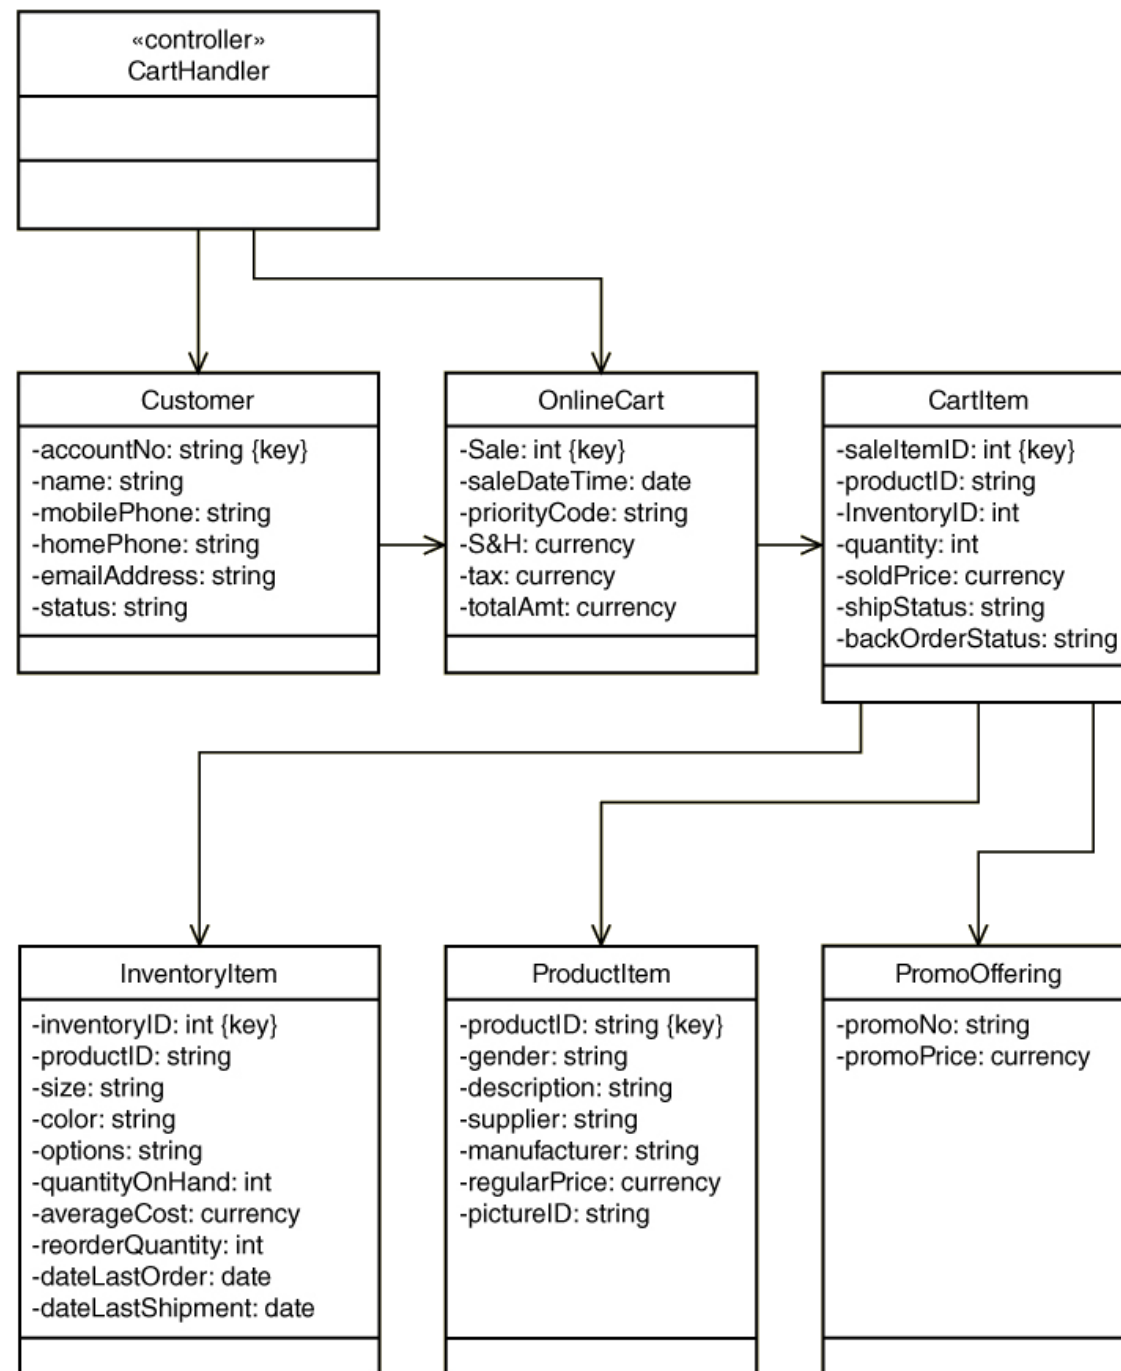 «controller»
CartHandler
Customer
-accountNo: string {key}
-name: string
-mobilePhone: string
-homePhone: string
-emailAddress: string
-status: string
OnlineCart
-Sale: int {key}
-saleDateTime: date
-priorityCode: string
-S&H: currency
-tax: currency
-totalAmt: currency
CartItem
-saleItemID: int {key}
-productID: string
-InventoryID: int
-quantity: int
-soldPrice: currency
-shipStatus: string
-backOrderStatus: string
InventoryItem
-inventoryID: int {key}
-productID: string
-size: string
-color: string
-options: string
-quantityOnHand: int
-averageCost: currency
-reorderQuantity: int
-dateLastOrder: date
-dateLastShipment: date
ProductItem
-productID: string {key}
-gender: string
-description: string
-supplier: string
-manufacturer: string
-regularPrice: currency
-pictureID: string
PromoOffering
-promoNo: string
-promoPrice: currency